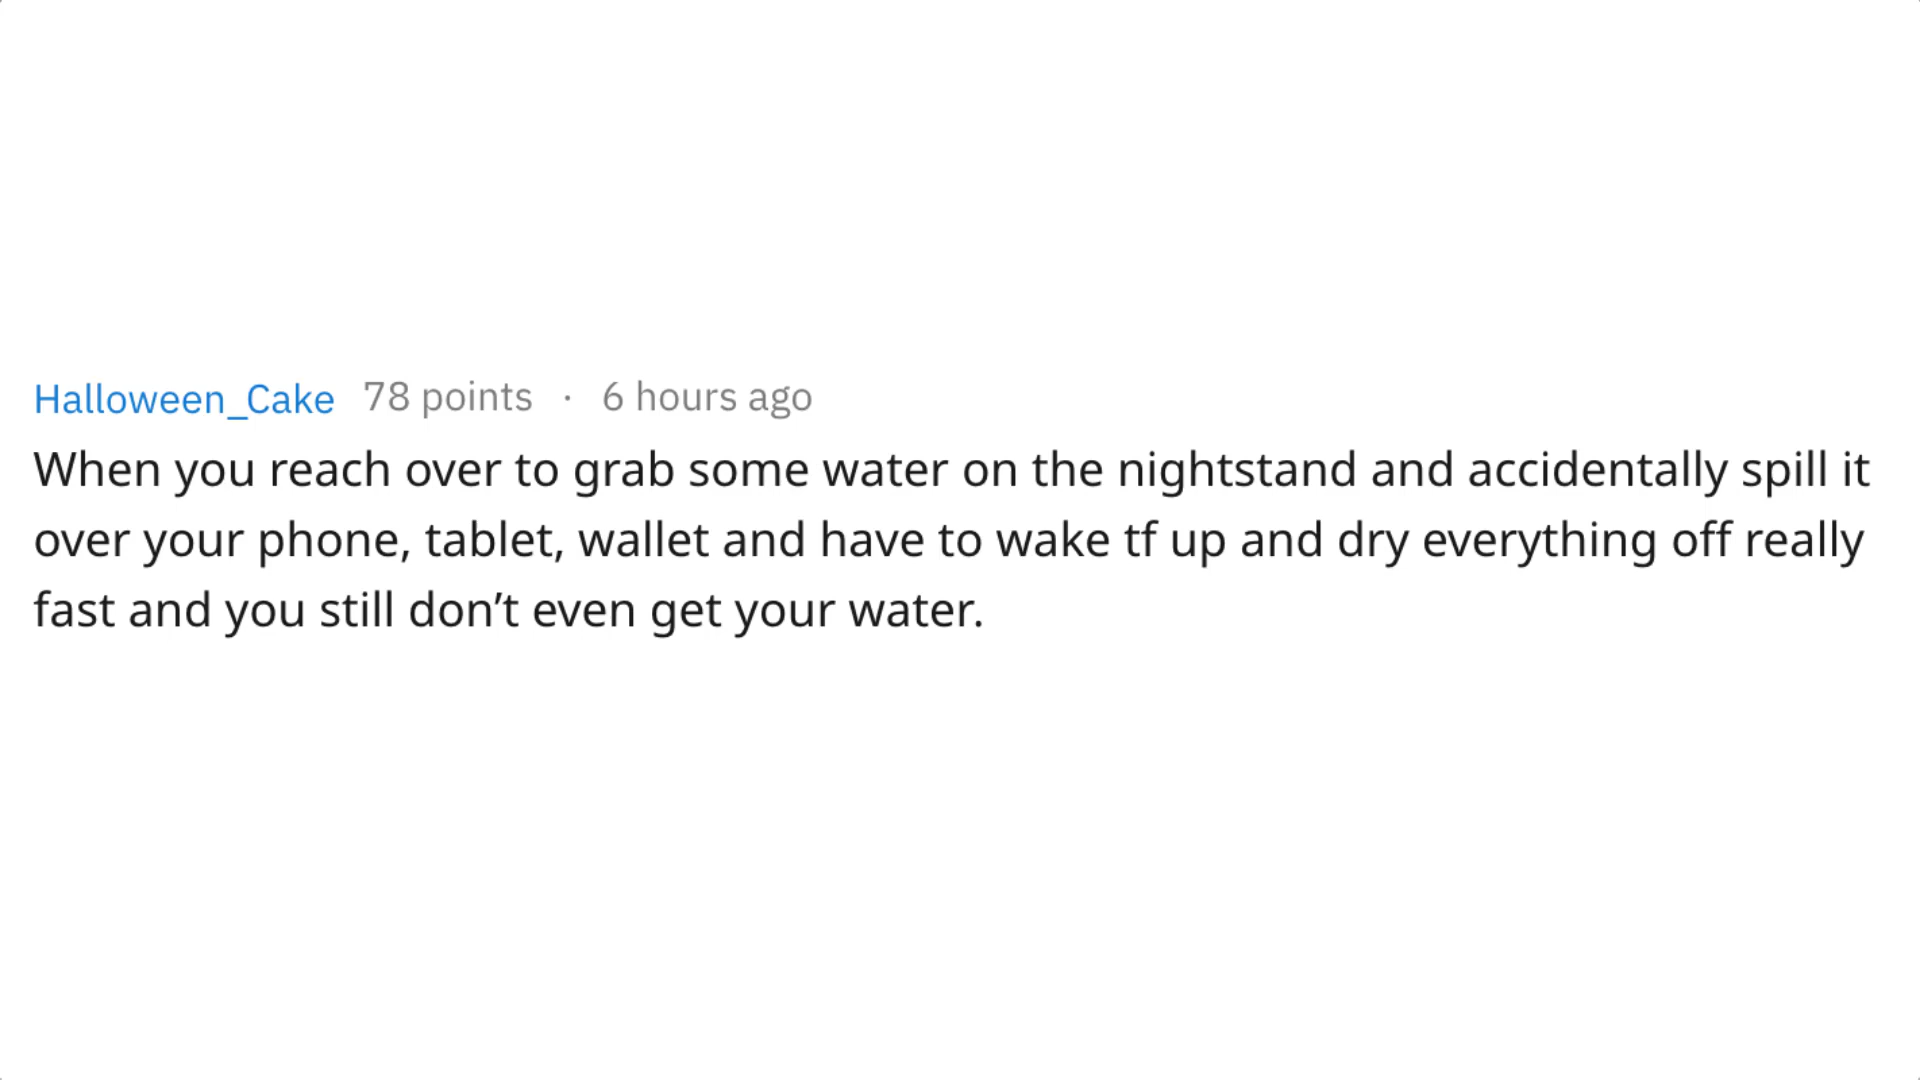 Halloween_Cake 78 points · 6 hours ago
When you reach over to grab some water on the nightstand and accidentally spill it
over your phone, tablet, wallet and have to wake tf up and dry everything off really
fast and you still don’t even get your water.